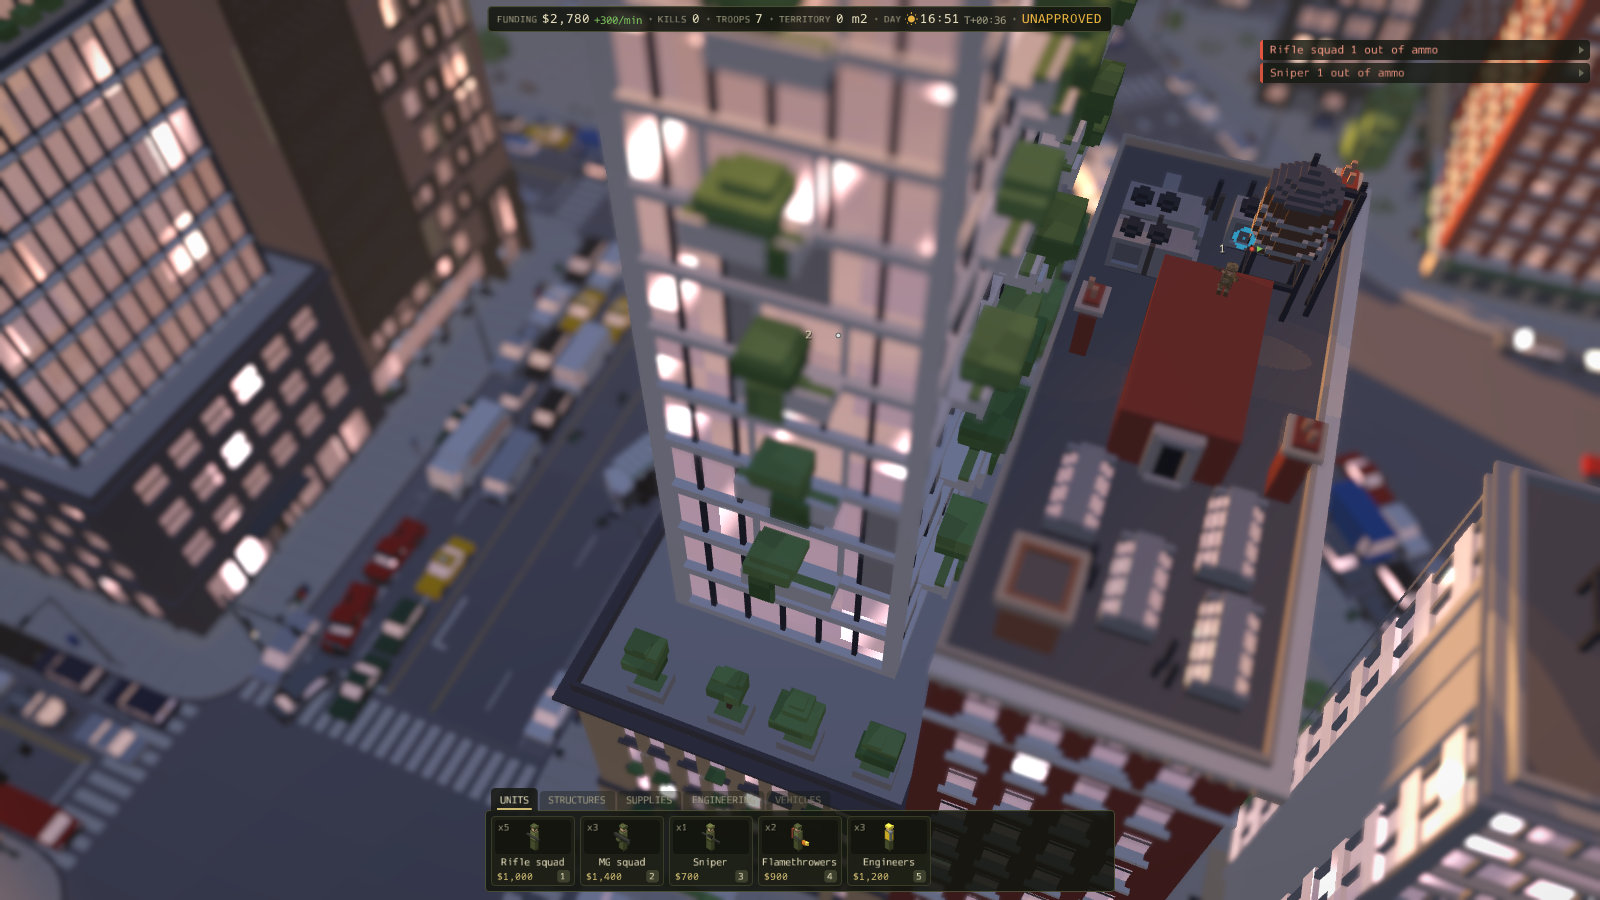 FUNDING $2,780 +300/min · KILLS 0 · TROOPS 7 · TERRITORY 0 m2 · DAY 16:51 T+00:36 · UNAPPROVED
Rifle squad 1 out of ammo
Sniper 1 out of ammo
1
2
UNITS STRUCTURES SUPPLIES ENGINEERING VEHICLES
x5 x3 x1 x2 x3
Rifle squad MG squad Sniper Flamethrowers Engineers
$1,000 1 $1,400 2 $700 3 $900 4 $1,200 5